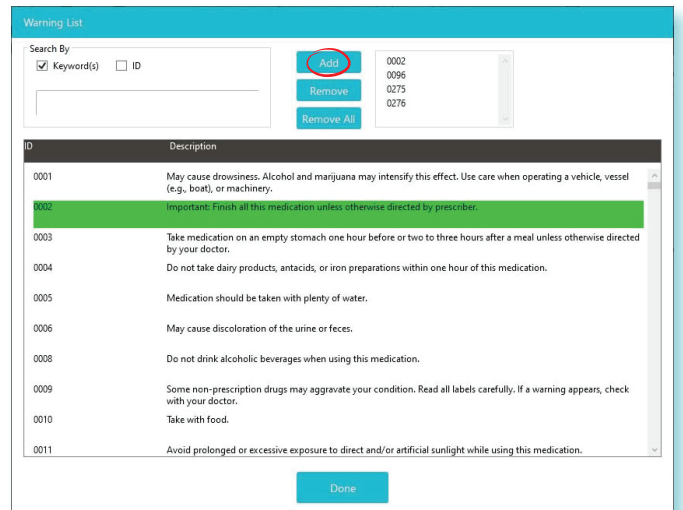 Warning List
Search By
Keyword(s) ID
Add
Remove
Remove All
0002
0096
0275
0276
ID Description
0001 May cause drowsiness. Alcohol and marijuana may intensify this effect. Use care when operating a vehicle, vessel
(e.g., boat), or machinery.
0002 Important: Finish all this medication unless otherwise directed by prescriber.
0003 Take medication on an empty stomach one hour before or two to three hours after a meal unless otherwise directed
by your doctor.
0004 Do not take dairy products, antacids, or iron preparations within one hour of this medication.
0005 Medication should be taken with plenty of water.
0006 May cause discoloration of the urine or feces.
0008 Do not drink alcoholic beverages when using this medication.
0009 Some non-prescription drugs may aggravate your condition. Read all labels carefully. If a warning appears, check
with your doctor.
0010 Take with food.
0011 Avoid prolonged or excessive exposure to direct and/or artificial sunlight while using this medication.
Done